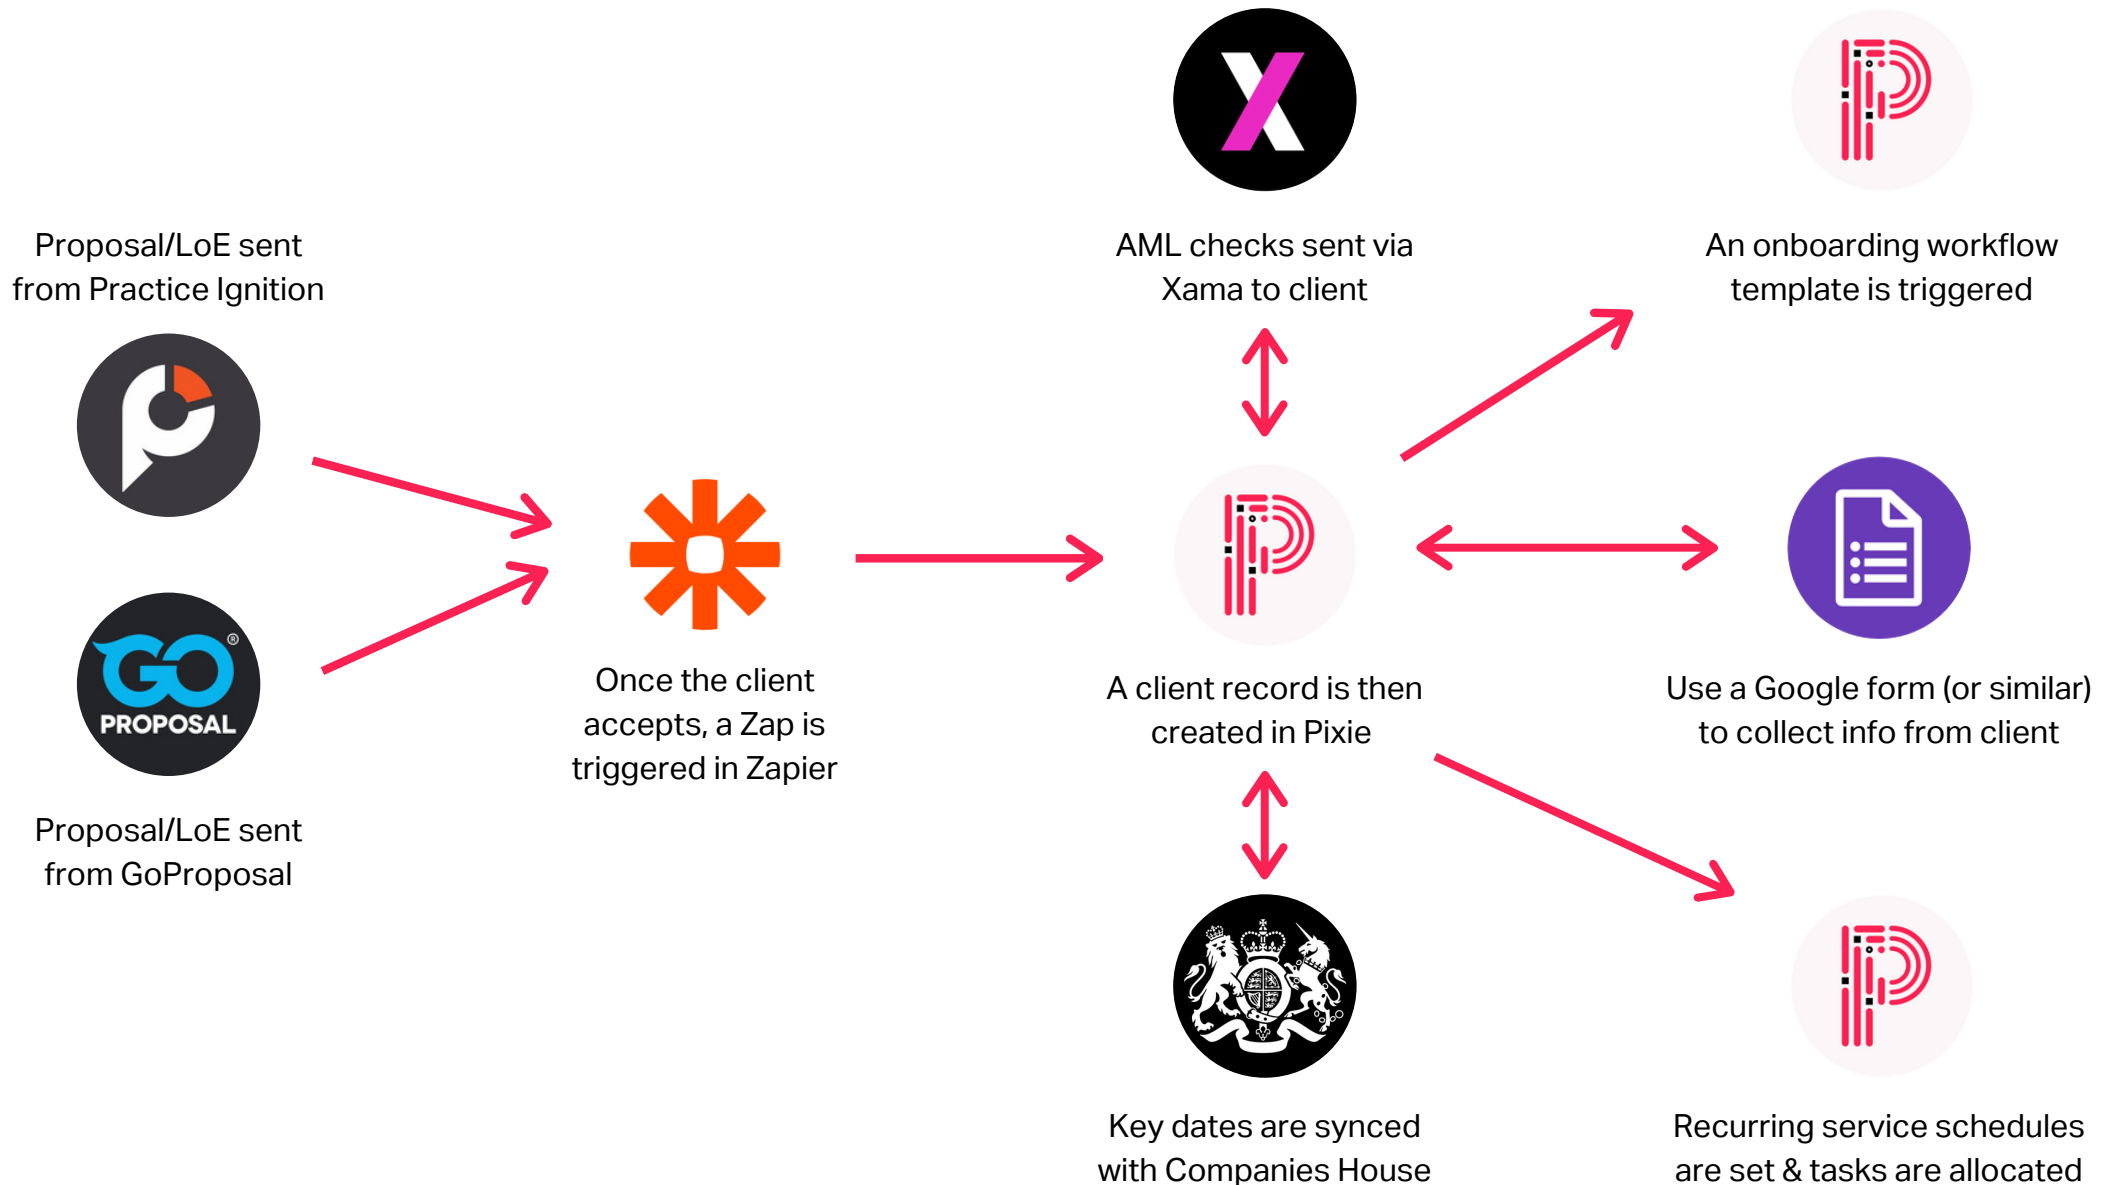 Proposal/LoE sent
from Practice Ignition
GO
®
PROPOSAL
Proposal/LoE sent
from GoProposal
Once the client
accepts, a Zap is
triggered in Zapier
AML checks sent via
Xama to client
A client record is then
created in Pixie
Key dates are synced
with Companies House
An onboarding workflow
template is triggered
Use a Google form (or similar)
to collect info from client
Recurring service schedules
are set & tasks are allocated